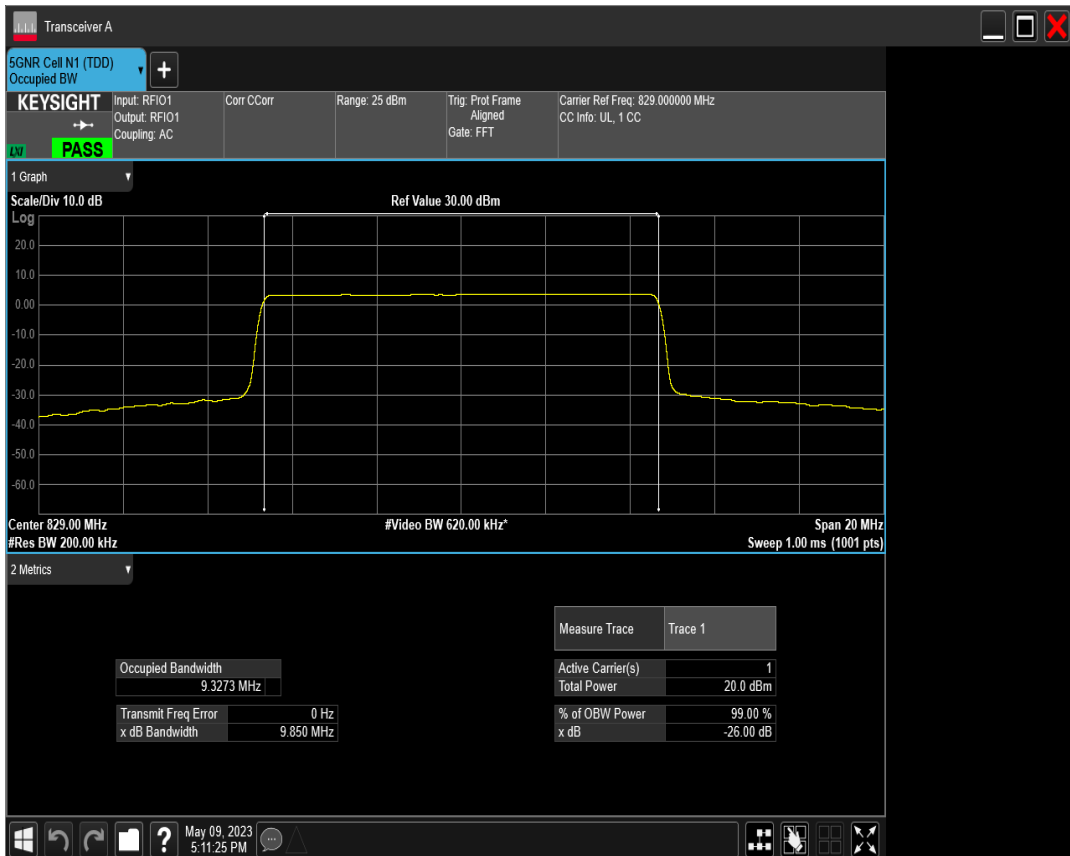 Transceiver A
5GNR Cell N1 (TDD)
Occupied BW
KEYSIGHT
LXI
PASS
Input: RFIO1
Output: RFIO1
Coupling: AC
Corr CCorr
Range: 25 dBm
Trig: Prot Frame
Aligned
Gate: FFT
Carrier Ref Freq: 829.000000 MHz
CC Info: UL, 1 CC
1 Graph
Scale/Div 10.0 dB
Ref Value 30.00 dBm
Log
20.0
10.0
0.00
-10.0
-20.0
-30.0
-40.0
-50.0
-60.0
Center 829.00 MHz
#Video BW 620.00 kHz*
Span 20 MHz
#Res BW 200.00 kHz
Sweep 1.00 ms (1001 pts)
2 Metrics
Measure Trace Trace 1
Occupied Bandwidth
9.3273 MHz
Active Carrier(s) 1
Total Power 20.0 dBm
Transmit Freq Error 0 Hz
x dB Bandwidth 9.850 MHz
% of OBW Power 99.00 %
x dB -26.00 dB
?
May 09, 2023
5:11:25 PM